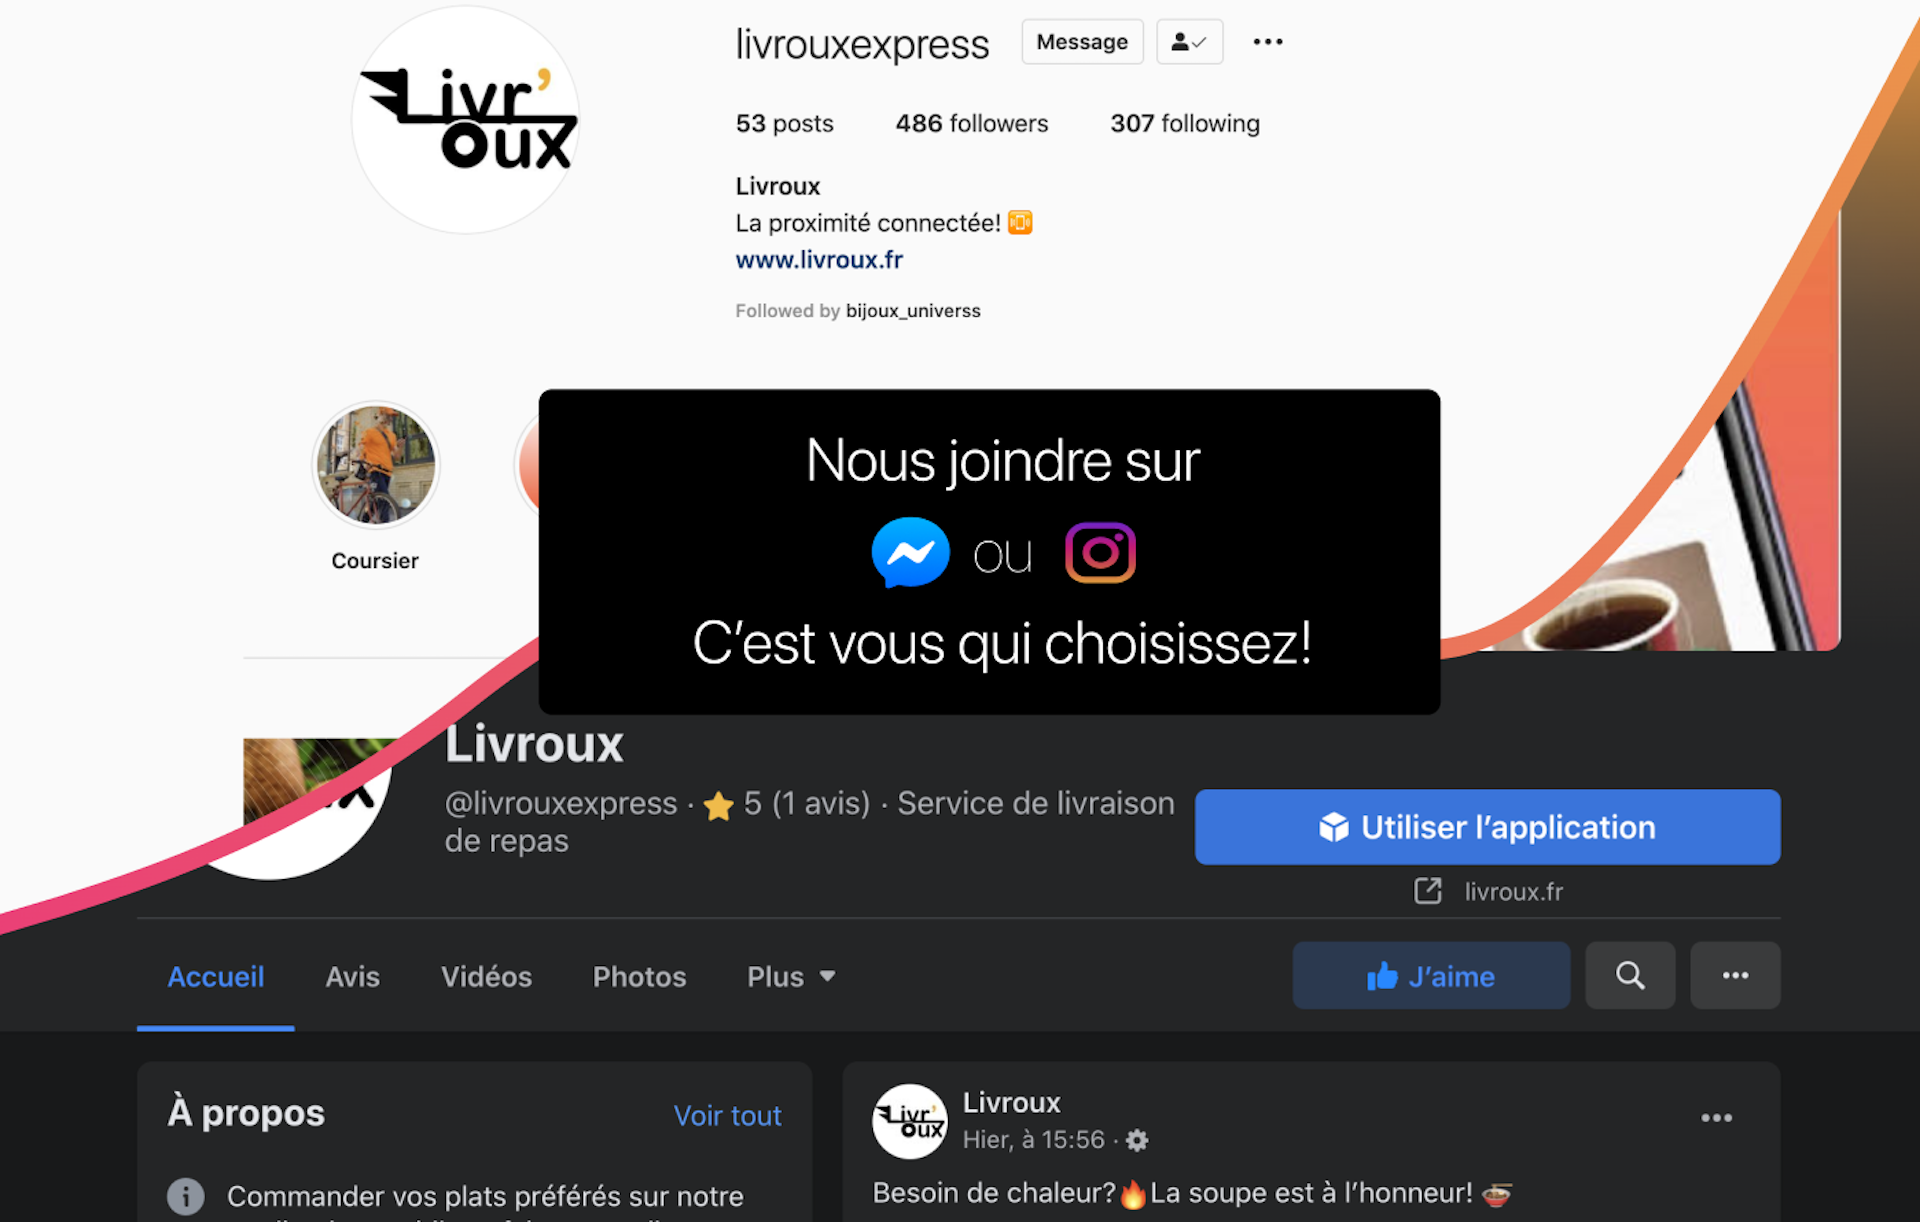 Livr'
oux
livrouxexpress Message
53 posts 486 followers 307 following
Livroux
La proximité connectée!
www.livroux.fr
Followed by bijoux_universs
Coursier
Nous joindre sur
ou
C'est vous qui choisissez!
Livroux
@livrouxexpress · 5 (1 avis) · Service de livraison
de repas
Utiliser l'application
livroux.fr
Accueil Avis Vidéos Photos Plus
J'aime
À propos
Voir tout
Commander vos plats préférés sur notre
Livr'
oux
Livroux
Hier, à 15:56 ·
Besoin de chaleur?🔥La soupe est à l'honneur! 🍜